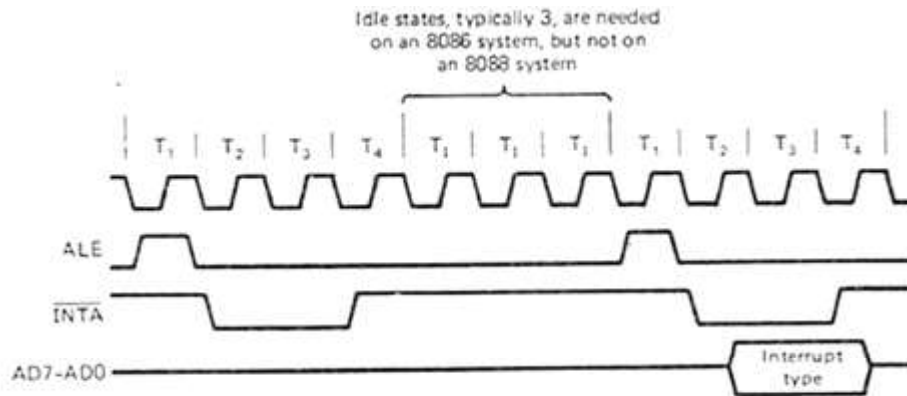 Idle states, typically 3, are needed
on an 8086 system, but not on
an 8088 system
T₁ T₂ T₃ T₄ T₁ T₁ T₁ T₁ T₂ T₃ T₄
ALE
INTA
AD7-AD0
Interrupt
type